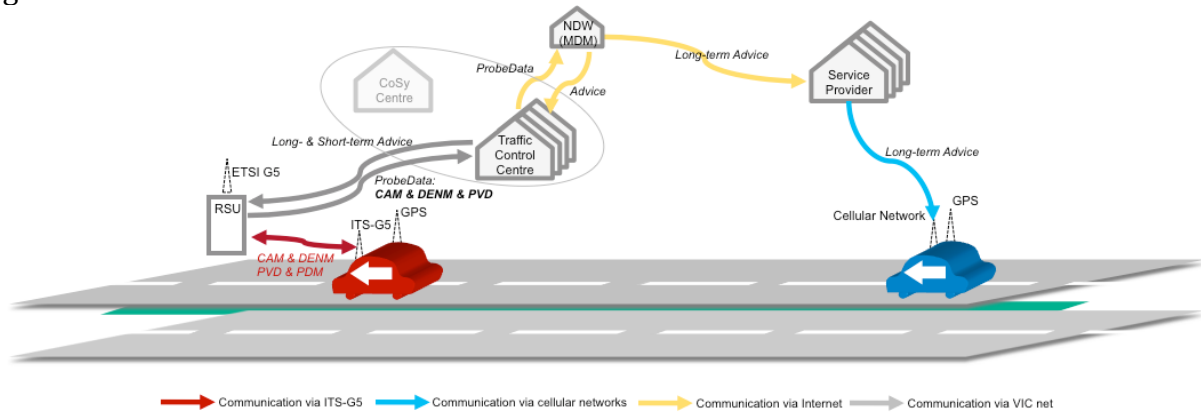 g
NDW
(MDM)
Long-term Advice
ProbeData
CoSy
Centre
Service
Provider
Advice
Long- & Short-term Advice
Traffic
Control
Centre
Long-term Advice
ETSI G5
ProbeData:
CAM & DENM & PVD
RSU
GPS
GPS
ITS-G5
Cellular Network
CAM & DENM
PVD & PDM
Communication via ITS-G5
Communication via cellular networks
Communication via Internet
Communication via VIC net